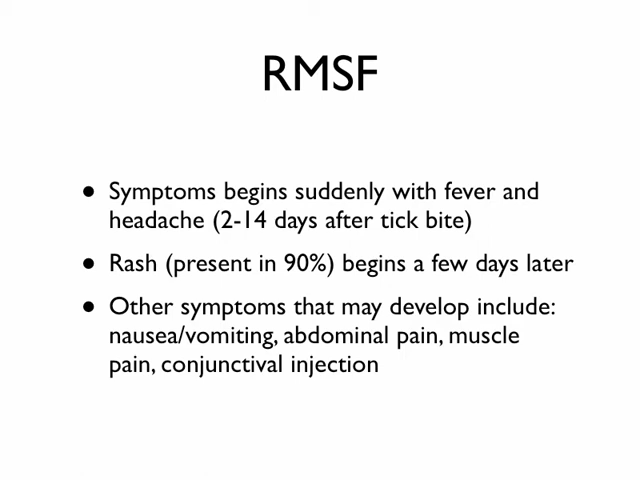 RMSF
• Symptoms begins suddenly with fever and
headache (2-14 days after tick bite)
• Rash (present in 90%) begins a few days later
• Other symptoms that may develop include:
nausea/vomiting, abdominal pain, muscle
pain, conjunctival injection